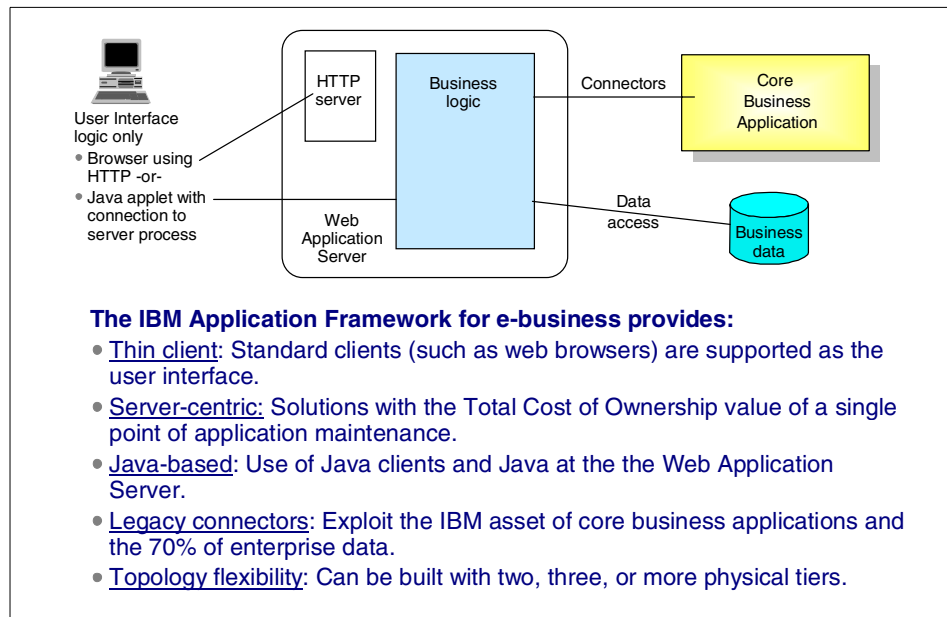 User Interface
logic only
• Browser using
HTTP -or-
• Java applet with
connection to
server process
HTTP
server
Web
Application
Server
Business
logic
Connectors
Core
Business
Application
Data
access
Business
data
The IBM Application Framework for e-business provides:
• Thin client: Standard clients (such as web browsers) are supported as the
user interface.
• Server-centric: Solutions with the Total Cost of Ownership value of a single
point of application maintenance.
• Java-based: Use of Java clients and Java at the the Web Application
Server.
• Legacy connectors: Exploit the IBM asset of core business applications and
the 70% of enterprise data.
• Topology flexibility: Can be built with two, three, or more physical tiers.